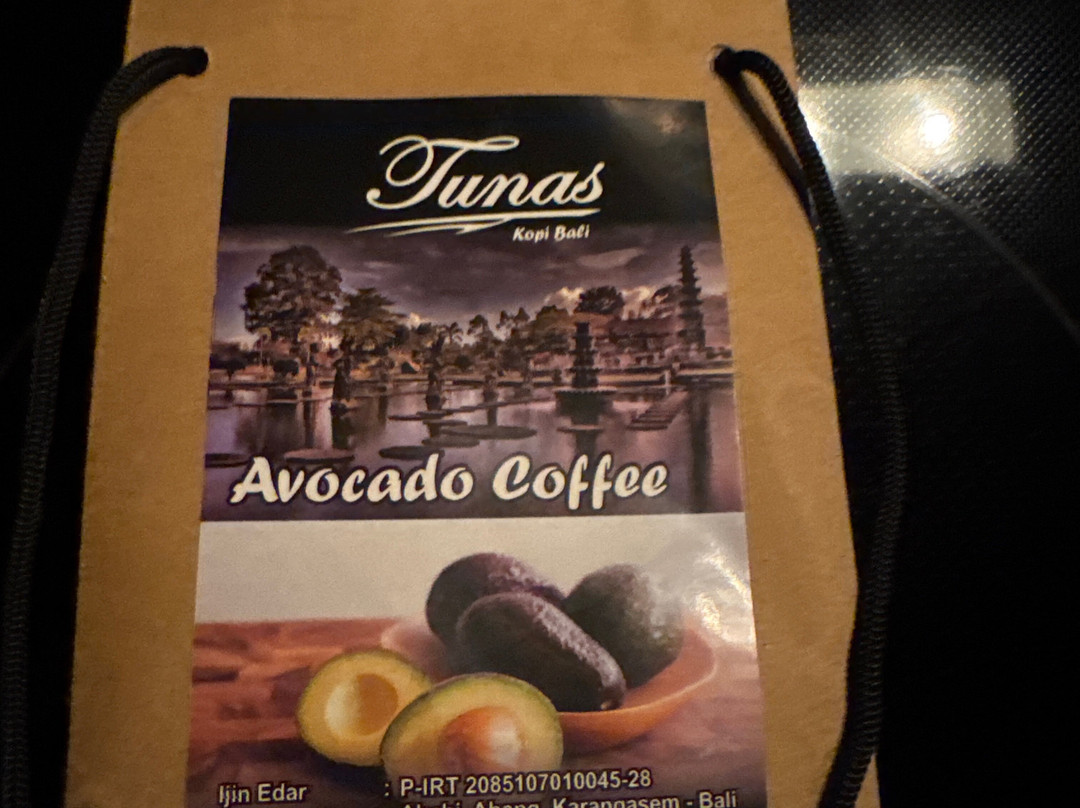 Tunas
Kopi Bali
Avocado Coffee
Ijin Edar : P-IRT 2085107010045-28
Abang, Karangasem - Bali